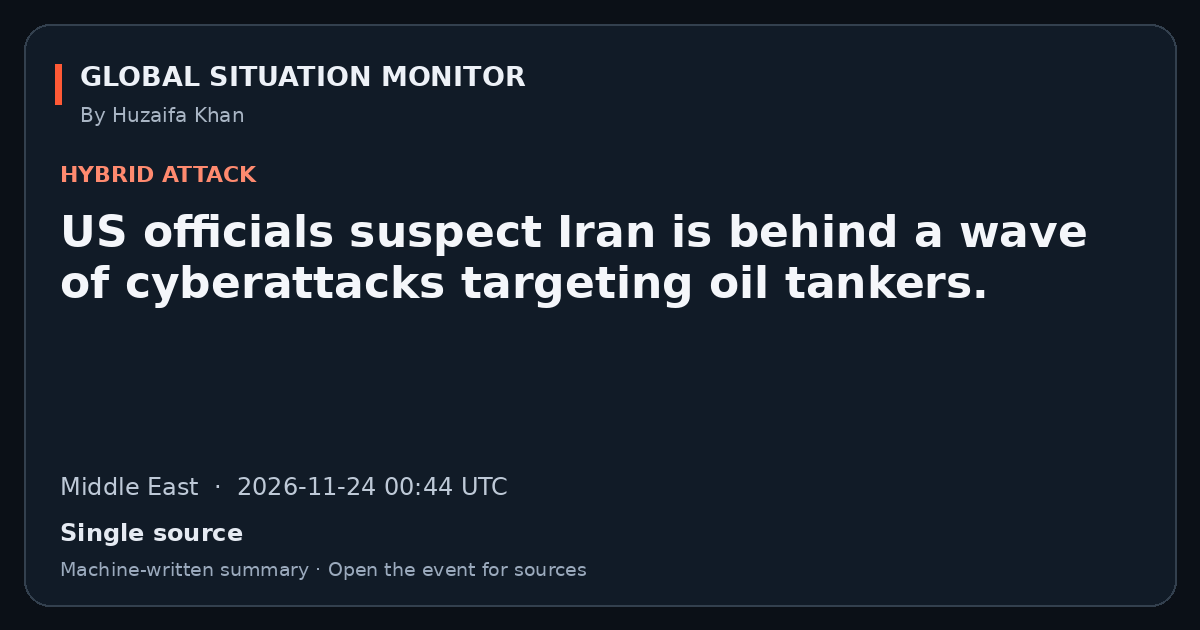 GLOBAL SITUATION MONITOR
By Huzaifa Khan
HYBRID ATTACK
US officials suspect Iran is behind a wave
of cyberattacks targeting oil tankers.
Middle East · 2026-11-24 00:44 UTC
Single source
Machine-written summary · Open the event for sources